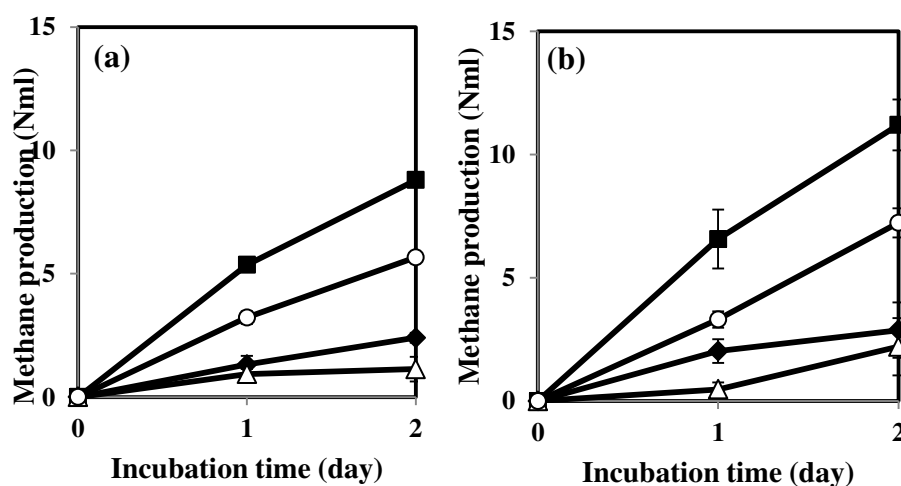 (a)
Methane production (Nml)
15
10
5
0
0 1 2
Incubation time (day)
(b)
Methane production (Nml)
15
10
5
0
0 1 2
Incubation time (day)